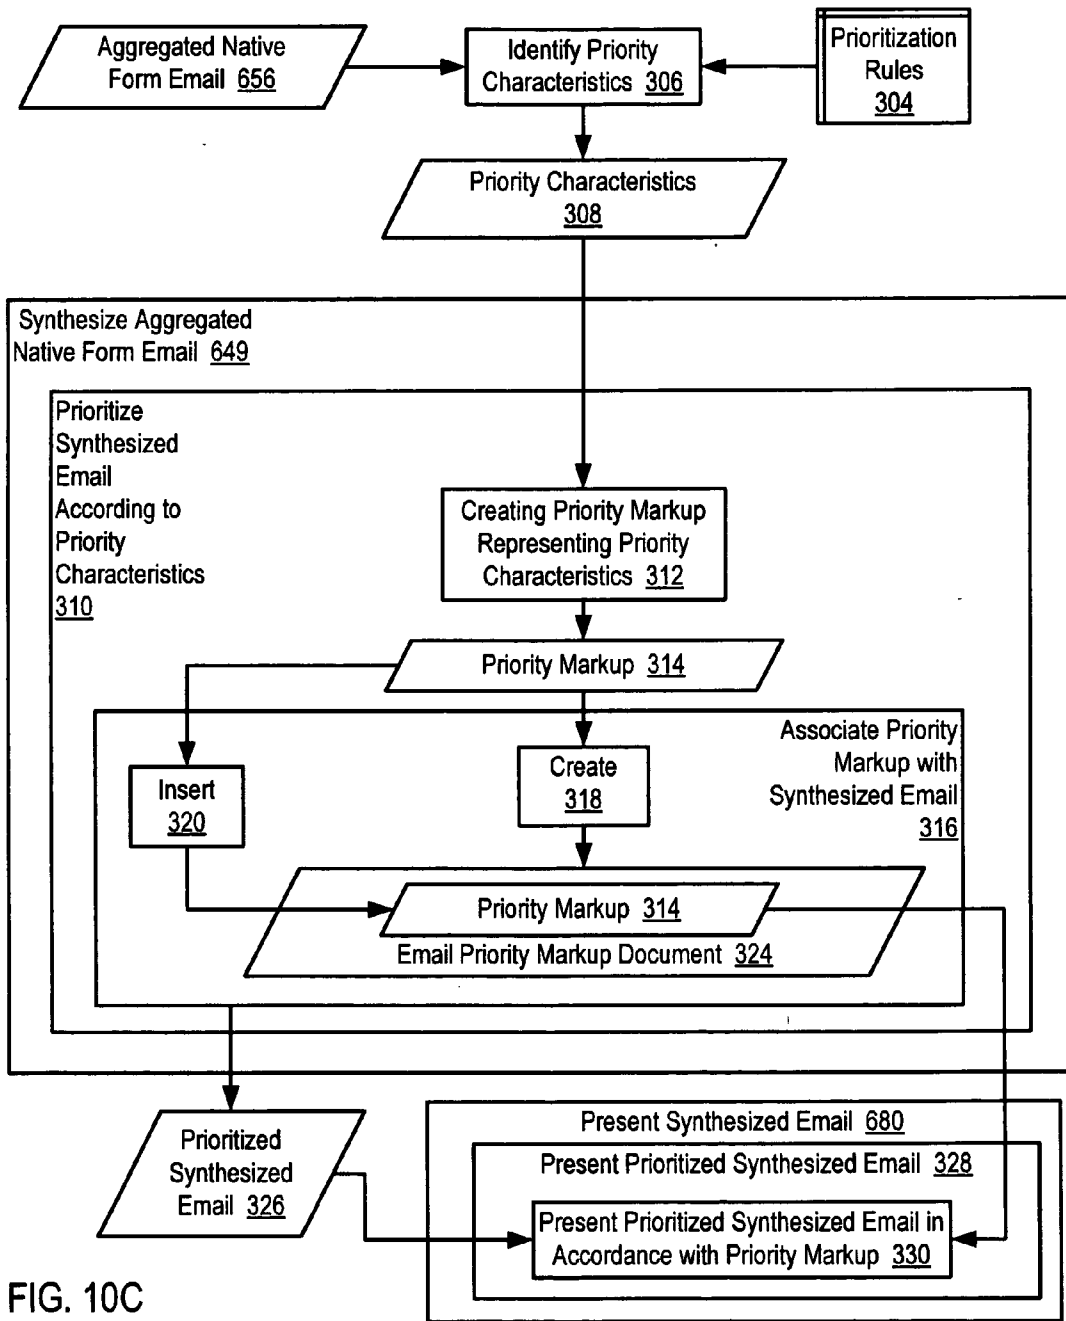 Aggregated Native
Form Email 656
Identify Priority
Characteristics 306
Prioritization
Rules
304
Priority Characteristics
308
Synthesize Aggregated
Native Form Email 649
Prioritize
Synthesized
Email
According to
Priority
Characteristics
310
Creating Priority Markup
Representing Priority
Characteristics 312
Priority Markup 314
Associate Priority
Markup with
Synthesized Email
316
Insert
320
Create
318
Priority Markup 314
Email Priority Markup Document 324
Prioritized
Synthesized
Email 326
Present Synthesized Email 680
Present Prioritized Synthesized Email 328
Present Prioritized Synthesized Email in
Accordance with Priority Markup 330
FIG. 10C